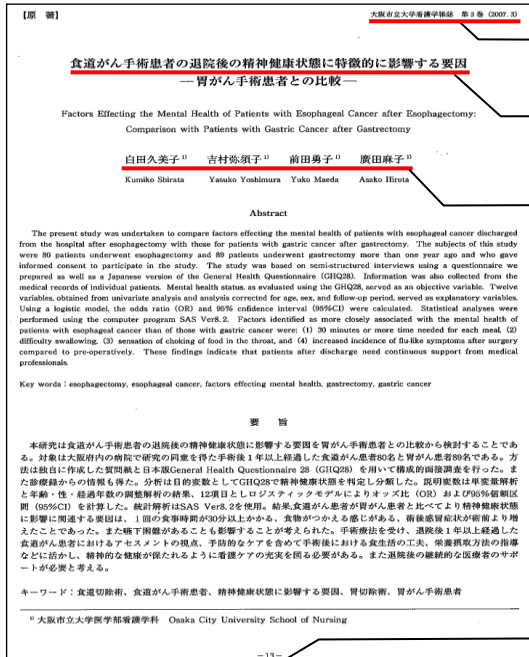 【原 著】
大阪市立大学看護学雑誌 第3巻 (2007.3)
食道がん手術患者の退院後の精神健康状態に特徴的に影響する要因
―胃がん手術患者との比較―
Factors Effecting the Mental Health of Patients with Esophageal Cancer after Esophagectomy:
Comparison with Patients with Gastric Cancer after Gastrectomy
白田久美子¹⁾ 吉村弥須子¹⁾ 前田勇子¹⁾ 廣田麻子¹⁾
Kumiko Shirata Yasuko Yoshimura Yuko Maeda Asako Hirota
Abstract
The present study was undertaken to compare factors effecting the mental health of patients with esophageal cancer discharged
from the hospital after esophagectomy with those for patients with gastric cancer after gastrectomy. The subjects of this study
were 80 patients underwent esophagectomy and 89 patients underwent gastrectomy more than one year ago and who gave
informed consent to participate in the study. The study was based on semi-structured interviews using a questionnaire we
prepared as well as a Japanese version of the General Health Questionnaire (GHQ28). Information was also collected from the
medical records of individual patients. Mental health status, as evaluated using the GHQ28, served as an objective variable. Twelve
variables, obtained from univariate analysis and analysis corrected for age, sex, and follow-up period, served as explanatory variables.
Using a logistic model, the odds ratio (OR) and 95% cnfidence interval (95%CI) were calculated. Statistical analyses were
performed using the computer program SAS Ver8.2. Factors identified as more closely associated with the mental health of
patients with esophageal cancer than of those with gastric cancer were: (1) 30 minutes or more time needed for each meal, (2)
difficulty swallowing, (3) sensation of choking of food in the throat, and (4) increased incidence of flu-like symptoms after surgery
compared to pre-operatively. These findings indicate that patients after discharge need continuous support from medical
professionals.
Key words : esophagectomy, esophageal cancer, factors effecting mental health, gastrectomy, gastric cancer
要 旨
本研究は食道がん手術患者の退院後の精神健康状態に影響する要因を胃がん手術患者との比較から検討することであ
る。対象は大阪府内の病院で研究の同意を得た手術後1年以上経過した食道がん患者80名と胃がん患者89名である。方
法は独自に作成した質問紙と日本版General Health Questionnaire 28 (GHQ28) を用いて構成的面接調査を行った。ま
た診療録からの情報も得た。分析は目的変数としてGHQ28で精神健康状態を判定し分類した。説明変数は単変量解析
と年齢・性・経過年数の調整解析の結果、12項目としロジスティックモデルによりオッズ比 (OR) および95%信頼区
間 (95%CI) を計算した。統計解析はSAS Ver8.2を使用。結果、食道がん患者が胃がん患者と比べてより精神健康状態
に影響に関連する要因は、1回の食事時間が30分以上かかる、食物がつかえる感じがある、術後感冒症状が術前より増
えたことであった。また嚥下困難があることも影響することが考えられた。手術療法を受け、退院後1年以上経過した
食道がん患者におけるアセスメントの視点、予防的なケアを含めて手術後における食生活の工夫、栄養摂取方法の指導
などに活かし、精神的な健康が保たれるように看護ケアの充実を図る必要がある。また退院後の継続的な医療者のサポ
ートが必要と考える。
キーワード：食道切除術、食道がん手術患者、精神健康状態に影響する要因、胃切除術、胃がん手術患者
¹⁾ 大阪市立大学医学部看護学科 Osaka City University School of Nursing
－13－